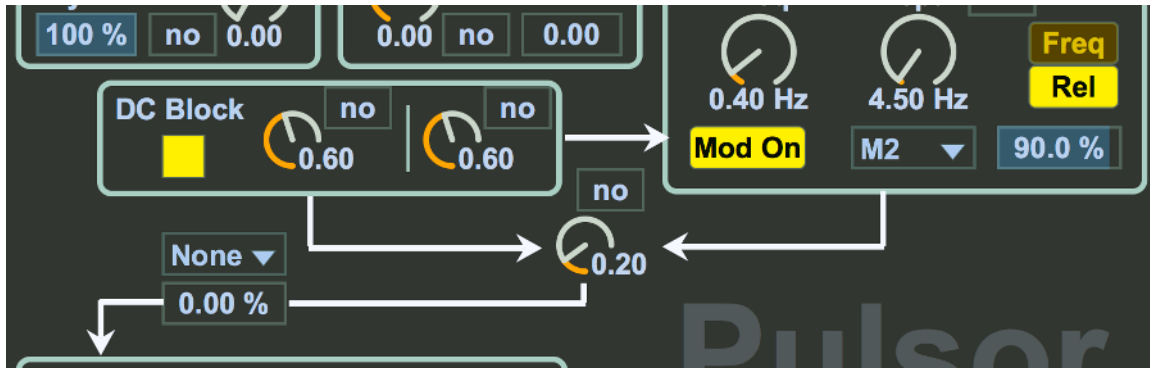 100 %
no
0.00
0.00
no
0.00
Freq
Rel
0.40 Hz
4.50 Hz
Mod On
M2
90.0 %
DC Block
no
0.60
no
0.60
no
0.20
None
0.00 %
Pulsor